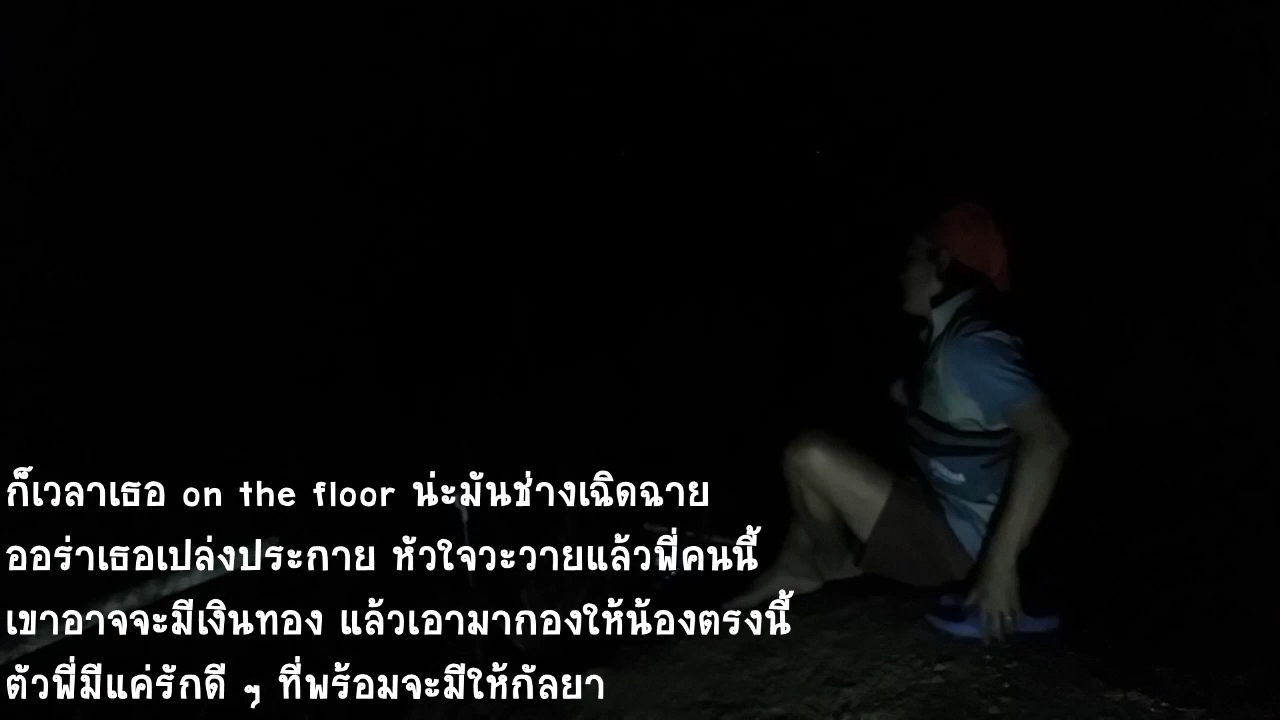 ก็เวลาเธอ on the floor น่ะมันช่างเฉิดฉาย
ออร่าเธอเปล่งประกาย หัวใจวะวายแล้วพี่คนนี้
เขาอาจจะมีเงินทอง แล้วเอามากองให้น้องตรงนี้
ตัวพี่มีแค่รักดี ๆ ที่พร้อมจะมีให้กัลยา